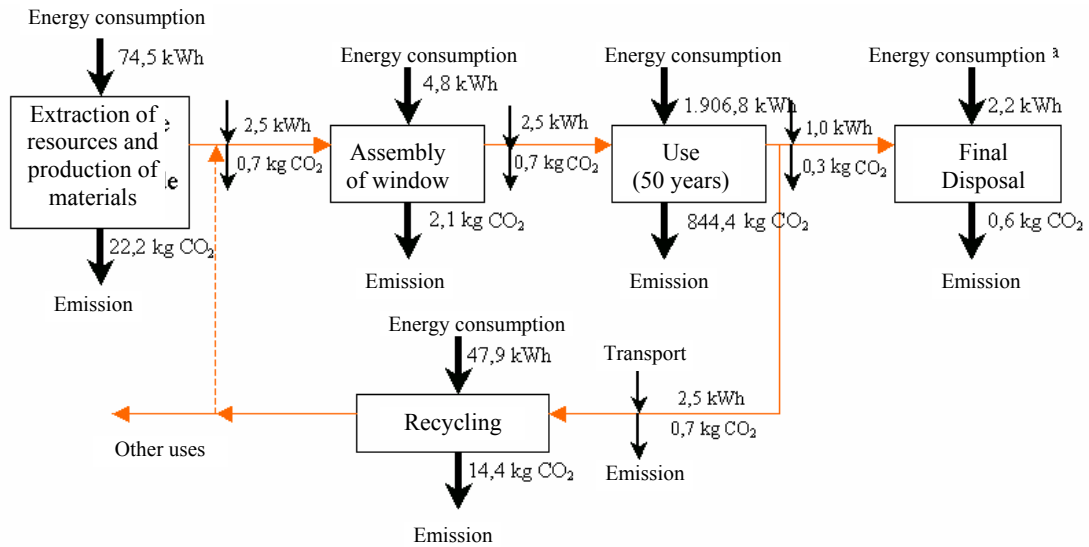 Energy consumption
74,5 kWh
Extraction of
resources and
production of
materials
22,2 kg CO₂
Emission
2,5 kWh
0,7 kg CO₂
Energy consumption
4,8 kWh
Assembly
of window
2,1 kg CO₂
Emission
2,5 kWh
0,7 kg CO₂
Energy consumption
1.906,8 kWh
Use
(50 years)
844,4 kg CO₂
Emission
1,0 kWh
0,3 kg CO₂
Energy consumption ª
2,2 kWh
Final
Disposal
0,6 kg CO₂
Emission
Transport
2,5 kWh
0,7 kg CO₂
Emission
Energy consumption
47,9 kWh
Recycling
14,4 kg CO₂
Emission
Other uses